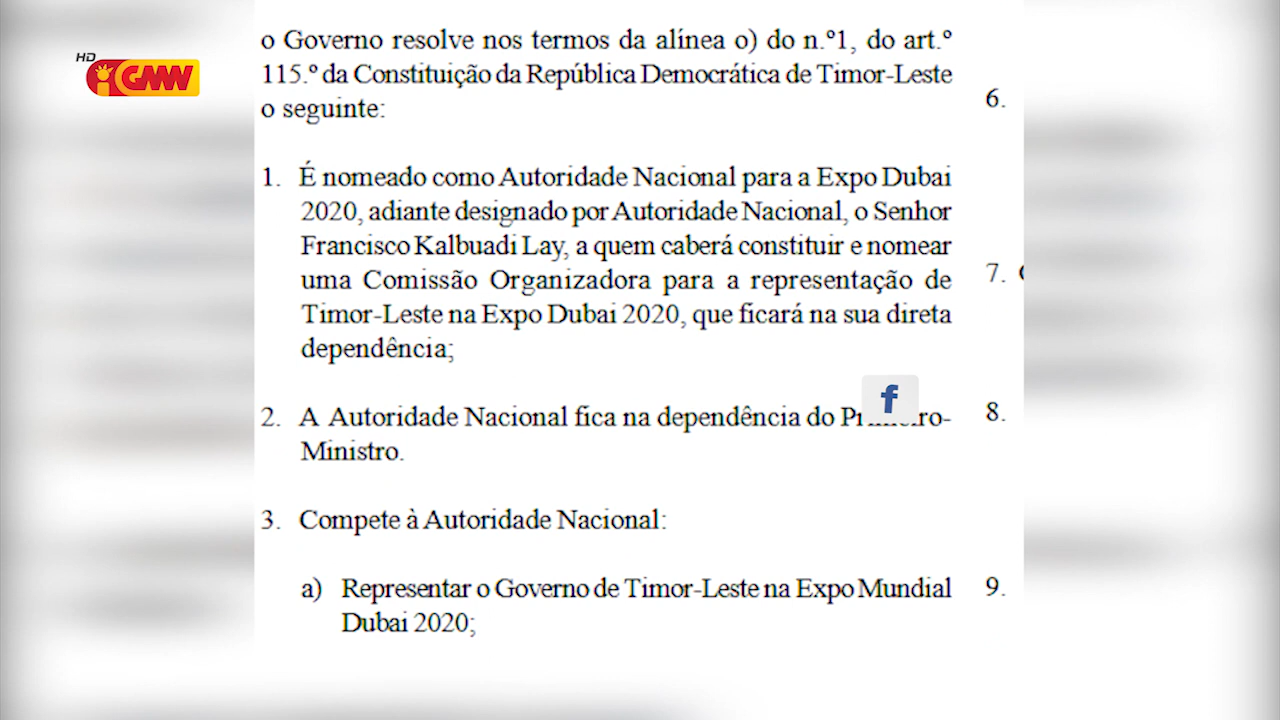 HD
GMN
o Governo resolve nos termos da alínea o) do n.º1, do art.º
115.º da Constituição da República Democrática de Timor-Leste
o seguinte:
1. É nomeado como Autoridade Nacional para a Expo Dubai
2020, adiante designado por Autoridade Nacional, o Senhor
Francisco Kalbuadi Lay, a quem caberá constituir e nomear
uma Comissão Organizadora para a representação de
Timor-Leste na Expo Dubai 2020, que ficará na sua direta
dependência;
2. A Autoridade Nacional fica na dependência do
Ministro.
3. Compete à Autoridade Nacional:
a) Representar o Governo de Timor-Leste na Expo Mundial
Dubai 2020;
6.
7.
8.
9.
f